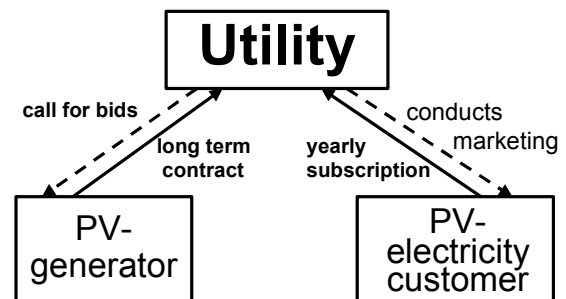 Utility
call for bids
long term
contract
yearly
subscription
conducts
marketing
PV-
generator
PV-
electricity
customer